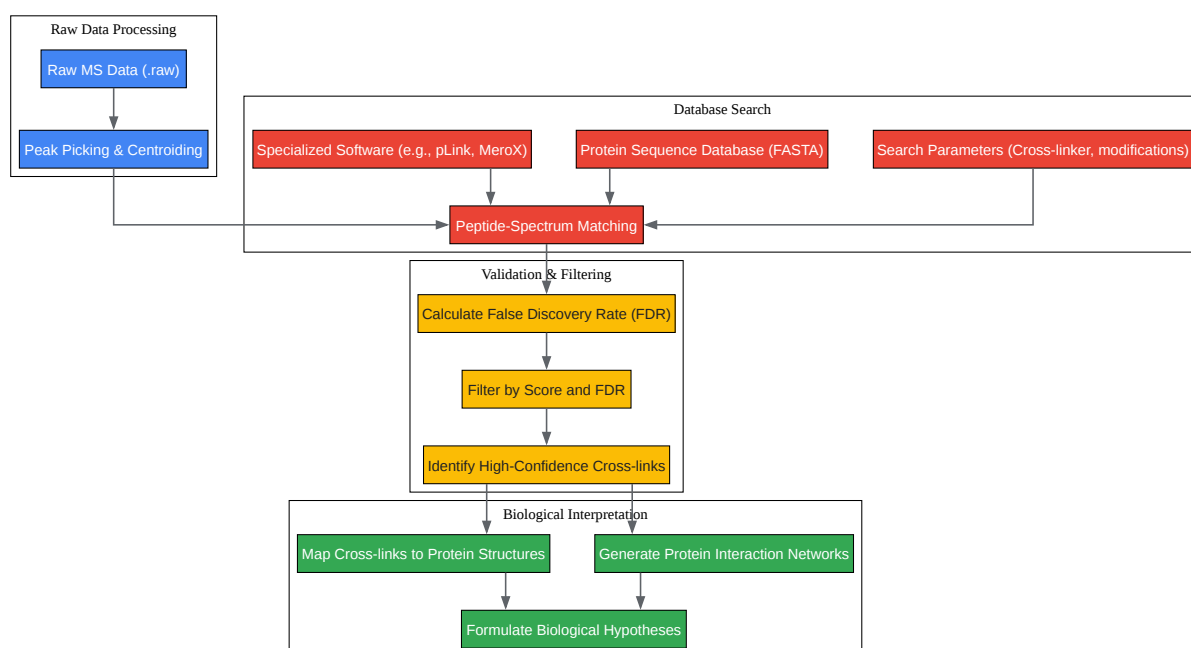 Raw Data Processing
Raw MS Data (.raw)
Peak Picking & Centroiding
Database Search
Specialized Software (e.g., pLink, MeroX)
Protein Sequence Database (FASTA)
Search Parameters (Cross-linker, modifications)
Peptide-Spectrum Matching
Validation & Filtering
Calculate False Discovery Rate (FDR)
Filter by Score and FDR
Identify High-Confidence Cross-links
Biological Interpretation
Map Cross-links to Protein Structures
Generate Protein Interaction Networks
Formulate Biological Hypotheses